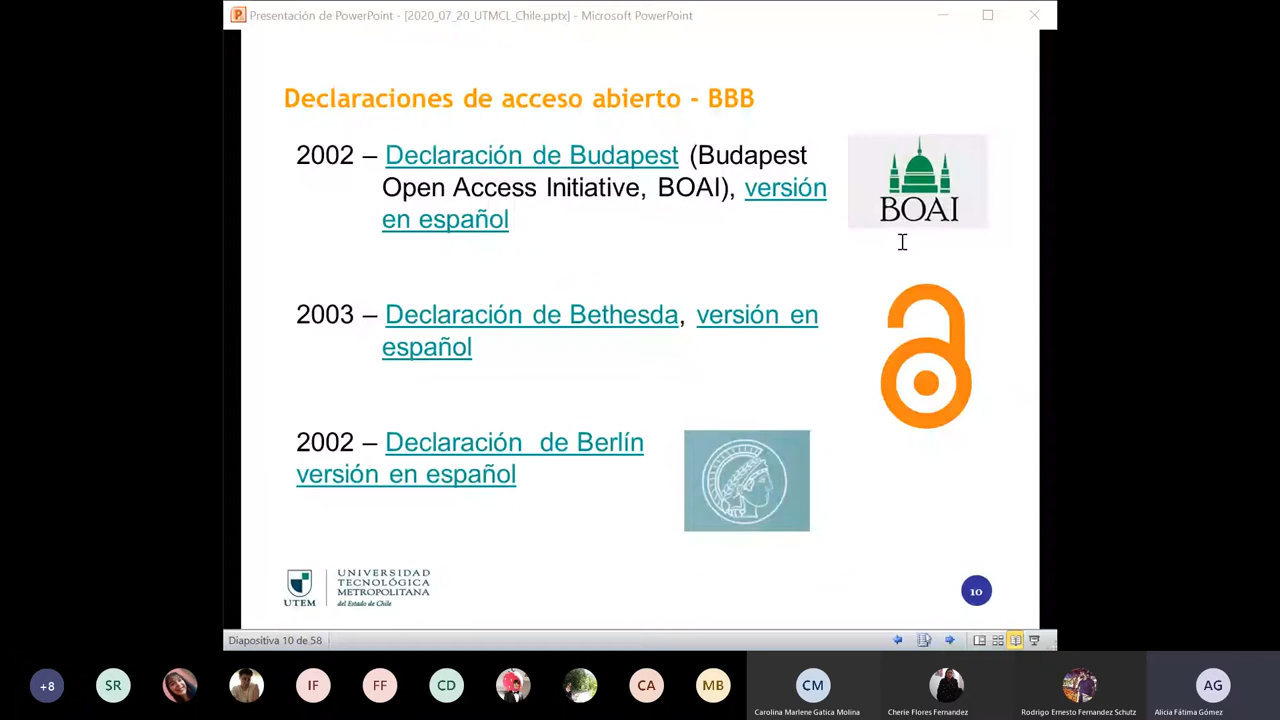 Presentación de PowerPoint - [2020_07_20_UTMCL_Chile.pptx] - Microsoft PowerPoint
Declaraciones de acceso abierto - BBB
2002 – Declaración de Budapest (Budapest
Open Access Initiative, BOAI), versión
en español
BOAI
2003 – Declaración de Bethesda, versión en
español
2002 – Declaración de Berlín
versión en español
UTEM
UNIVERSIDAD
TECNOLÓGICA
METROPOLITANA
del Estado de Chile
10
Diapositiva 10 de 58
+8
SR
IF
FF
CD
CA
MB
CM
AG
Carolina Marlene Gatica Molina
Cherie Flores Fernandez
Rodrigo Ernesto Fernandez Schutz
Alicia Fátima Gómez